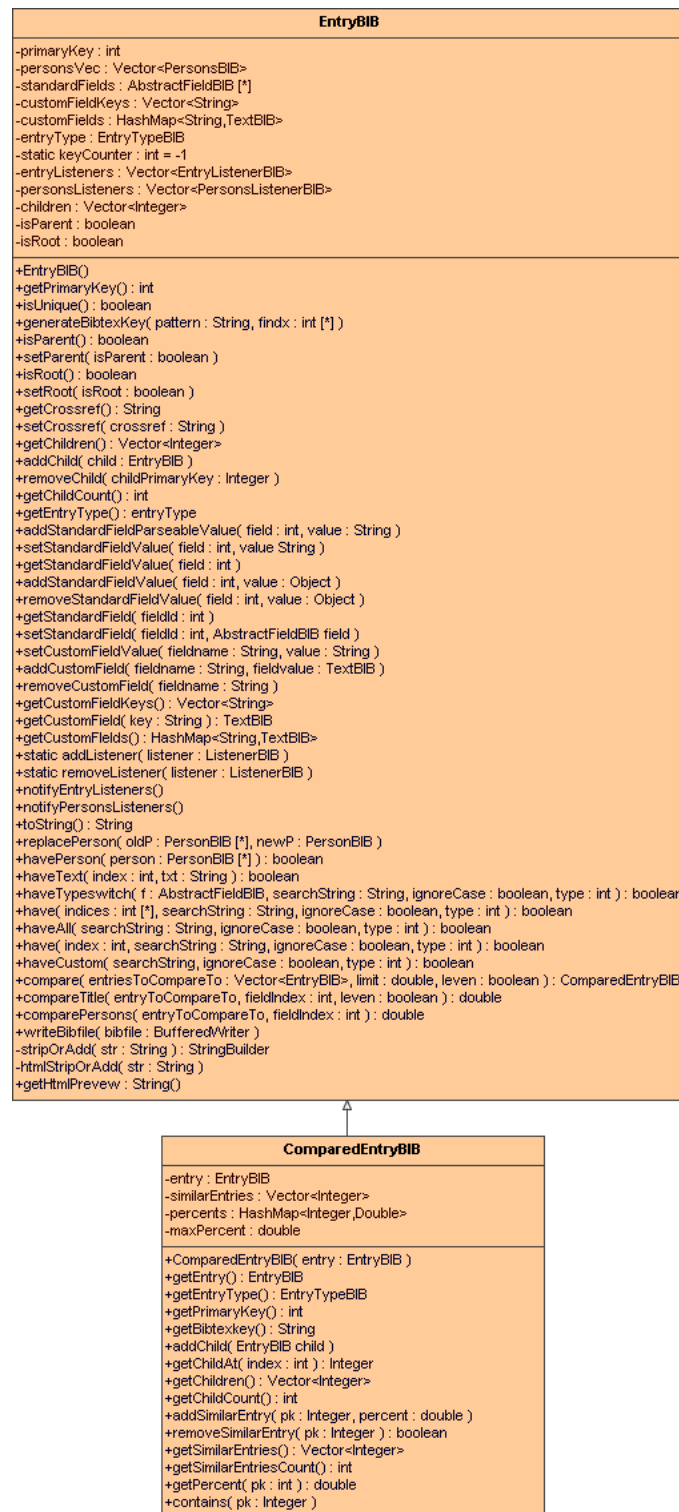 EntryBIB
-primaryKey : int
-personsVec : Vector<PersonsBIB>
-standardFields : AbstractFieldBIB [*]
-customFieldKeys : Vector<String>
-customFields : HashMap<String,TextBIB>
-entryType : EntryTypeBIB
-static keyCounter : int = -1
-entryListeners : Vector<EntryListenerBIB>
-personsListeners : Vector<PersonsListenerBIB>
-children : Vector<Integer>
-isParent : boolean
-isRoot : boolean
+EntryBIB()
+getPrimaryKey() : int
+isUnique() : boolean
+generateBibtexKey( pattern : String, findx : int [*] )
+isParent() : boolean
+setParent( isParent : boolean )
+isRoot() : boolean
+setRoot( isRoot : boolean )
+getCrossref() : String
+setCrossref( crossref : String )
+getChildren() : Vector<Integer>
+addChild( child : EntryBIB )
+removeChild( childPrimaryKey : Integer )
+getChildCount() : int
+getEntryType() : entryType
+addStandardFieldParseableValue( field : int, value : String )
+setStandardFieldValue( field : int, value String )
+getStandardFieldValue( field : int )
+addStandardFieldValue( field : int, value : Object )
+removeStandardFieldValue( field : int, value : Object )
+getStandardField( fieldId : int )
+setStandardField( fieldId : int, AbstractFieldBIB field )
+setCustomFieldValue( fieldname : String, value : String )
+addCustomField( fieldname : String, fieldvalue : TextBIB )
+removeCustomField( fieldname : String )
+getCustomFieldKeys() : Vector<String>
+getCustomField( key : String ) : TextBIB
+getCustomFIelds() : HashMap<String,TextBIB>
+static addListener( listener : ListenerBIB )
+static removeListener( listener : ListenerBIB )
+notifyEntryListeners()
+notifyPersonsListeners()
+toString() : String
+replacePerson( oldP : PersonBIB [*], newP : PersonBIB )
+havePerson( person : PersonBIB [*] ) : boolean
+haveText( index : int, txt : String ) : boolean
+haveTypeswitch( f : AbstractFieldBIB, searchString : String, ignoreCase : boolean, type : int ) : boolean
+have( indices : int [*], searchString : String, ignoreCase : boolean, type : int ) : boolean
+haveAll( searchString : String, ignoreCase : boolean, type : int ) : boolean
+have( index : int, searchString : String, ignoreCase : boolean, type : int ) : boolean
+haveCustom( searchString, ignoreCase : boolean, type : int ) : boolean
+compare( entriesToCompareTo : Vector<EntryBIB>, limit : double, leven : boolean ) : ComparedEntryBIB
+compareTitle( entryToCompareTo, fieldIndex : int, leven : boolean ) : double
+comparePersons( entryToCompareTo, fieldIndex : int ) : double
+writeBibfile( bibfile : BufferedWriter )
-stripOrAdd( str : String ) : StringBuilder
-htmlStripOrAdd( str : String )
+getHtmlPrevew : String()
ComparedEntryBIB
-entry : EntryBIB
-similarEntries : Vector<Integer>
-percents : HashMap<Integer,Double>
-maxPercent : double
+ComparedEntryBIB( entry : EntryBIB )
+getEntry() : EntryBIB
+getEntryType() : EntryTypeBIB
+getPrimaryKey() : int
+getBibtexkey() : String
+addChild( EntryBIB child )
+getChildAt( index : int ) : Integer
+getChildren() : Vector<Integer>
+getChildCount() : int
+addSimilarEntry( pk : Integer, percent : double )
+removeSimilarEntry( pk : Integer ) : boolean
+getSimilarEntries() : Vector<Integer>
+getSimilarEntriesCount() : int
+getPercent( pk : int ) : double
+contains( pk : Integer )